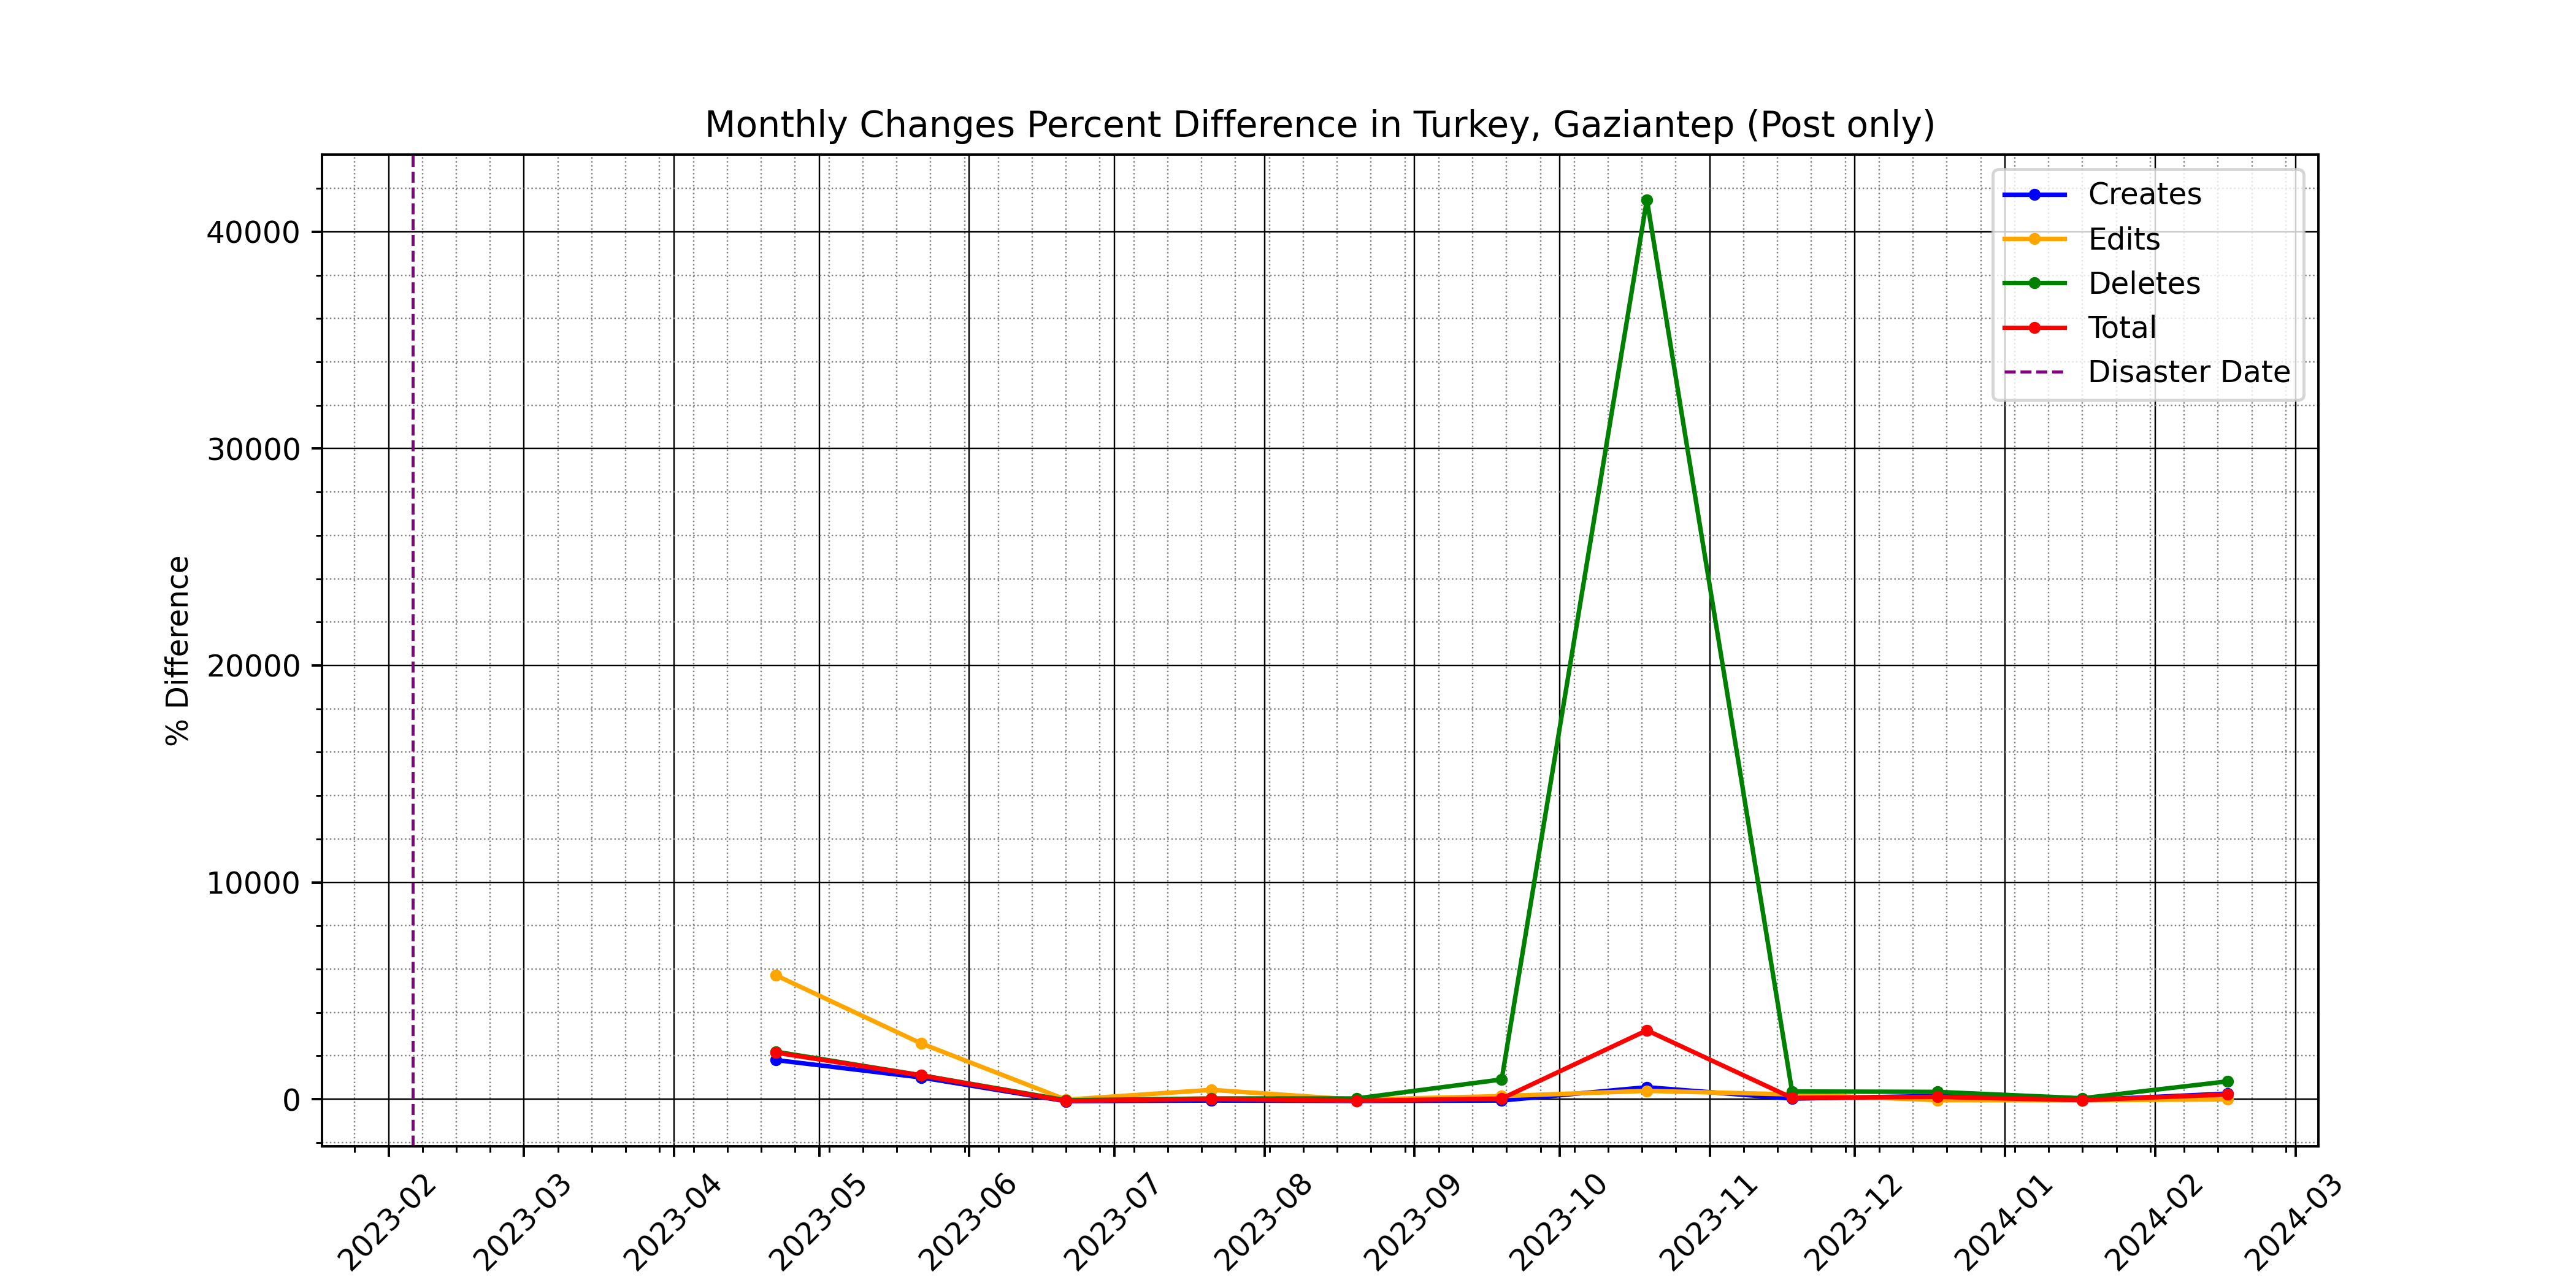 Monthly Changes Percent Difference in Turkey, Gaziantep (Post only)
Creates
Edits
Deletes
Total
Disaster Date
% Difference
40000
30000
20000
10000
0
2023-02
2023-03
2023-04
2023-05
2023-06
2023-07
2023-08
2023-09
2023-10
2023-11
2023-12
2024-01
2024-02
2024-03